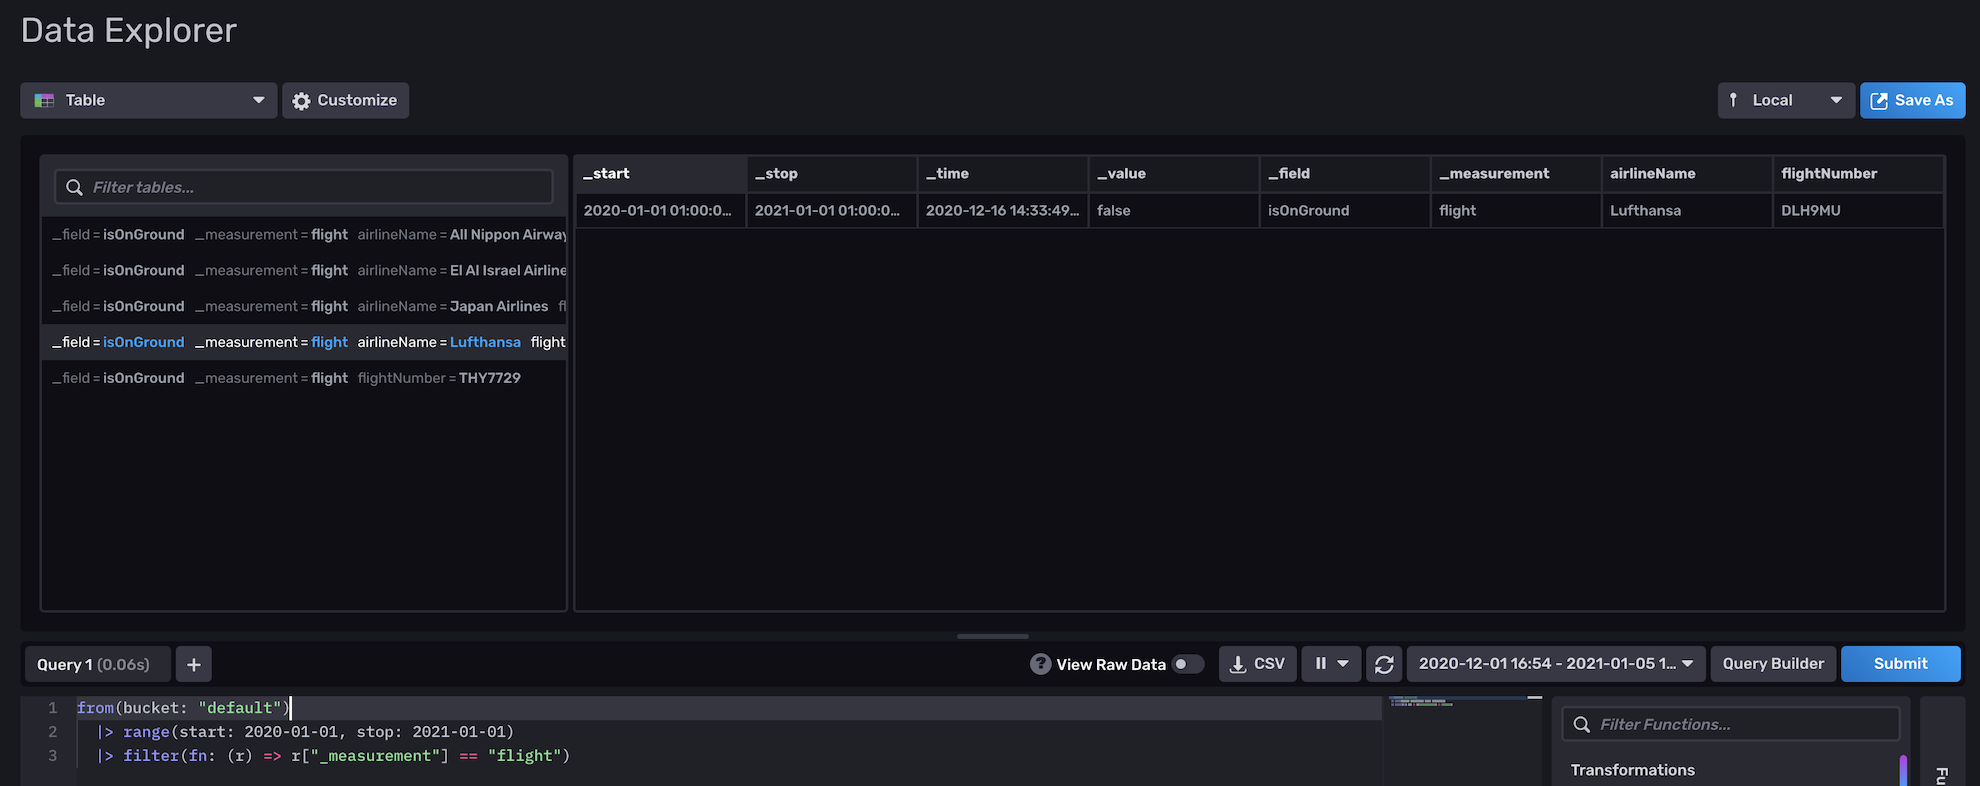 Data Explorer
Table Customize Local Save As
Filter tables...
_start _stop _time _value _field _measurement airlineName flightNumber
2020-01-01 01:00:0... 2021-01-01 01:00:0... 2020-12-16 14:33:49... false isOnGround flight Lufthansa DLH9MU
_field = isOnGround _measurement = flight airlineName = All Nippon Airway
_field = isOnGround _measurement = flight airlineName = El Al Israel Airline
_field = isOnGround _measurement = flight airlineName = Japan Airlines fl
_field = isOnGround _measurement = flight airlineName = Lufthansa flight
_field = isOnGround _measurement = flight flightNumber = THY7729
Query 1 (0.06s) + ? View Raw Data CSV 2020-12-01 16:54 - 2021-01-05 1... Query Builder Submit
1 from(bucket: "default")
2 |> range(start: 2020-01-01, stop: 2021-01-01)
3 |> filter(fn: (r) => r["_measurement"] == "flight")
Filter Functions...
Transformations
Fu